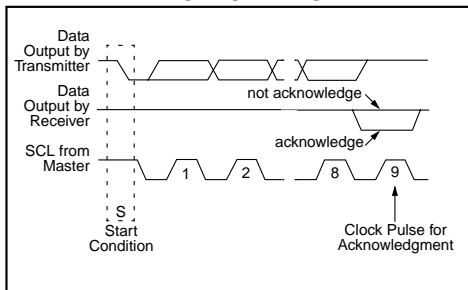 Data
Output by
Transmitter
Data
Output by
Receiver
not acknowledge
acknowledge
SCL from
Master
1
2
8
9
S
Start
Condition
Clock Pulse for
Acknowledgment